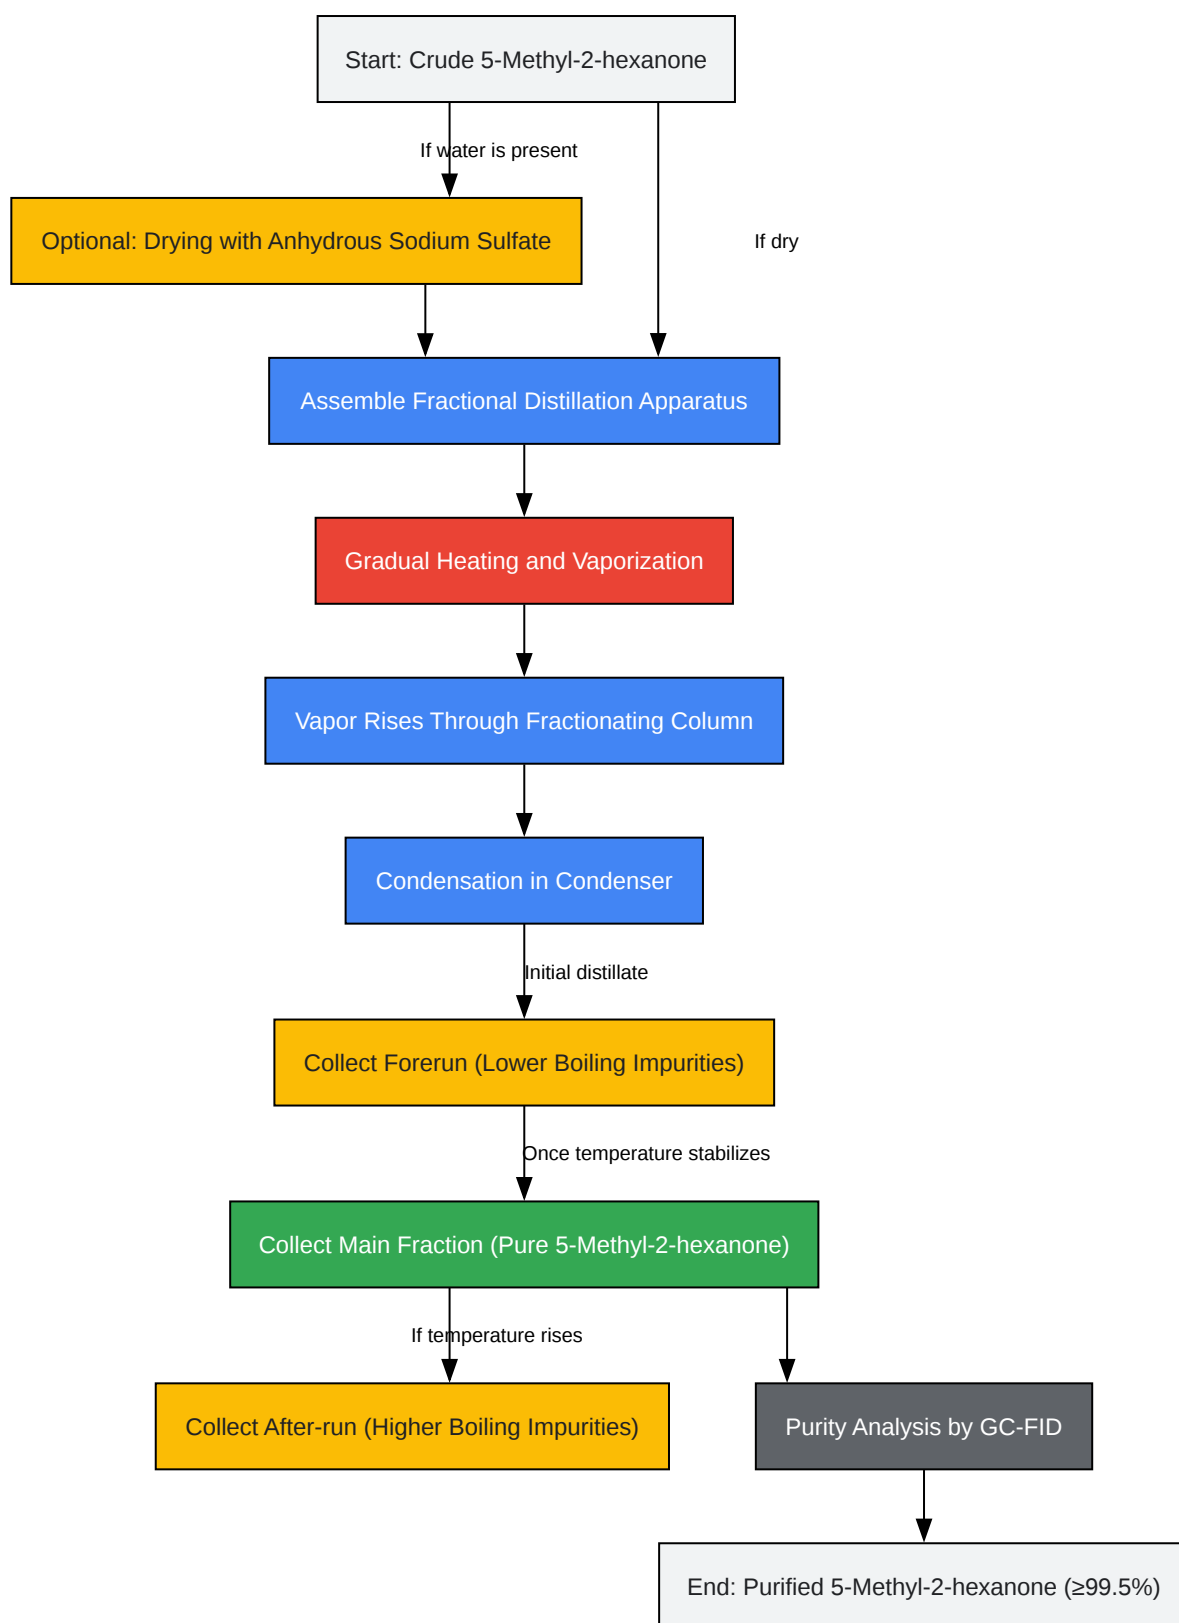 Start: Crude 5-Methyl-2-hexanone
If water is present
Optional: Drying with Anhydrous Sodium Sulfate
If dry
Assemble Fractional Distillation Apparatus
Gradual Heating and Vaporization
Vapor Rises Through Fractionating Column
Condensation in Condenser
Initial distillate
Collect Forerun (Lower Boiling Impurities)
Once temperature stabilizes
Collect Main Fraction (Pure 5-Methyl-2-hexanone)
If temperature rises
Collect After-run (Higher Boiling Impurities)
Purity Analysis by GC-FID
End: Purified 5-Methyl-2-hexanone (≥99.5%)